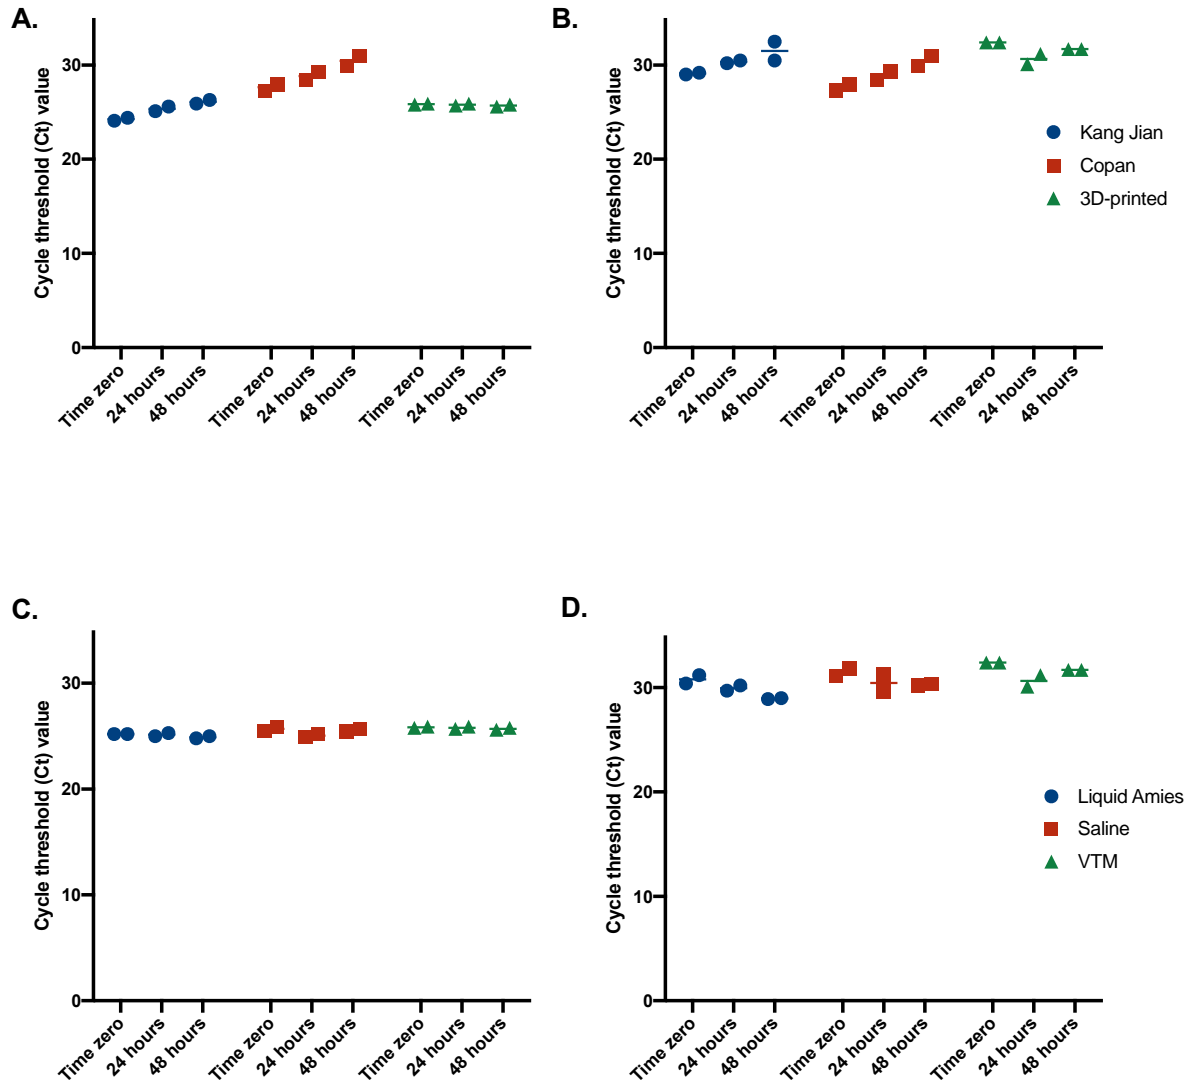 A.
Cycle threshold (Ct) value
30
20
10
0
Time zero
24 hours
48 hours
Time zero
24 hours
48 hours
Time zero
24 hours
48 hours
B.
Cycle threshold (Ct) value
30
20
10
0
Time zero
24 hours
48 hours
Time zero
24 hours
48 hours
Time zero
24 hours
48 hours
Kang Jian
Copan
3D-printed
C.
Cycle threshold (Ct) value
30
20
10
0
Time zero
24 hours
48 hours
Time zero
24 hours
48 hours
Time zero
24 hours
48 hours
D.
Cycle threshold (Ct) value
30
20
10
0
Time zero
24 hours
48 hours
Time zero
24 hours
48 hours
Time zero
24 hours
48 hours
Liquid Amies
Saline
VTM